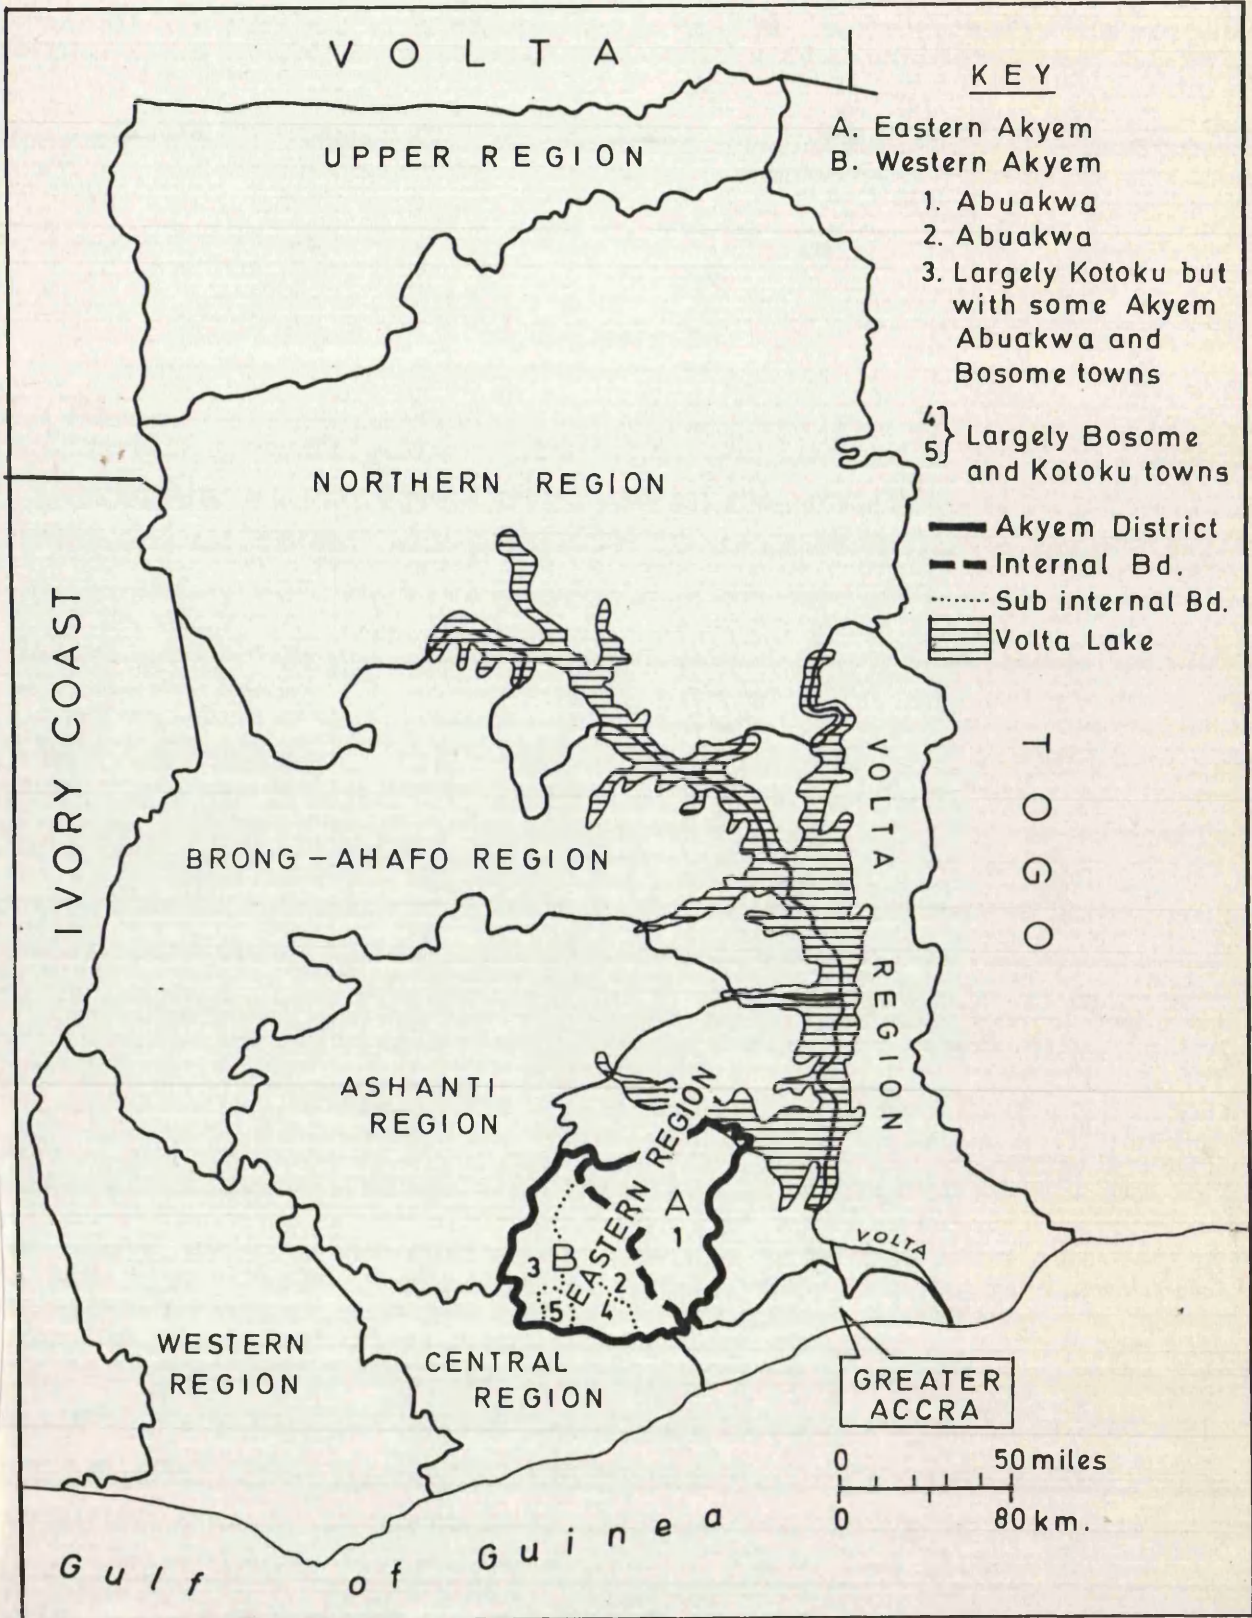 VOLTA
KEY
A. Eastern Akyem
B. Western Akyem
1. Abuakwa
2. Abuakwa
3. Largely Kotoku but
with some Akyem
Abuakwa and
Bosome towns
4
5} Largely Bosome
and Kotoku towns
Akyem District
Internal Bd.
Sub internal Bd.
Volta Lake
UPPER REGION
NORTHERN REGION
IVORY COAST
TOGO
VOLTA REGION
BRONG-AHAFO REGION
ASHANTI
REGION
EASTERN REGION
A
1
B
3
2
5
4
VOLTA
WESTERN
REGION
CENTRAL
REGION
GREATER
ACCRA
0 50 miles
0 80 km.
Gulf of Guinea